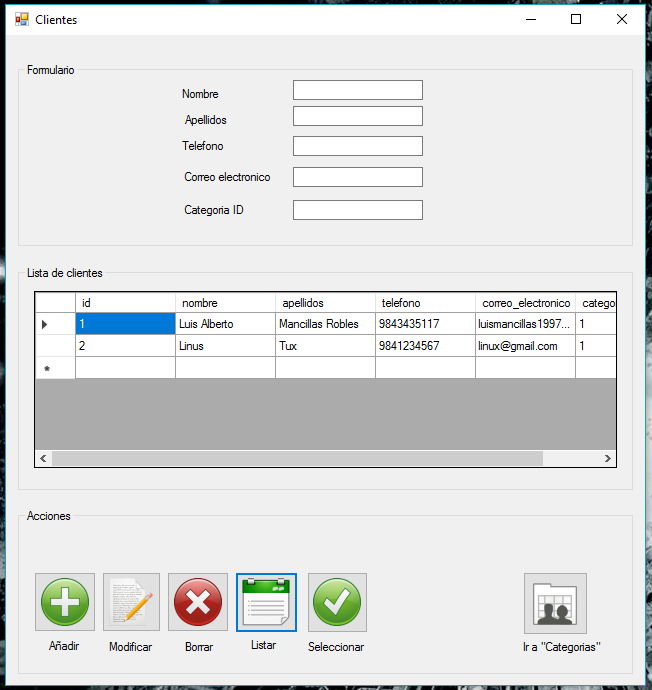 Clientes
Formulario
Nombre
Apellidos
Telefono
Correo electronico
Categoria ID
Lista de clientes
id nombre apellidos telefono correo_electronico catego
1 Luis Alberto Mancillas Robles 9843435117 luismancillas1997... 1
2 Linus Tux 9841234567 linux@gmail.com 1
Acciones
Añadir Modificar Borrar Listar Seleccionar Ir a "Categorias"